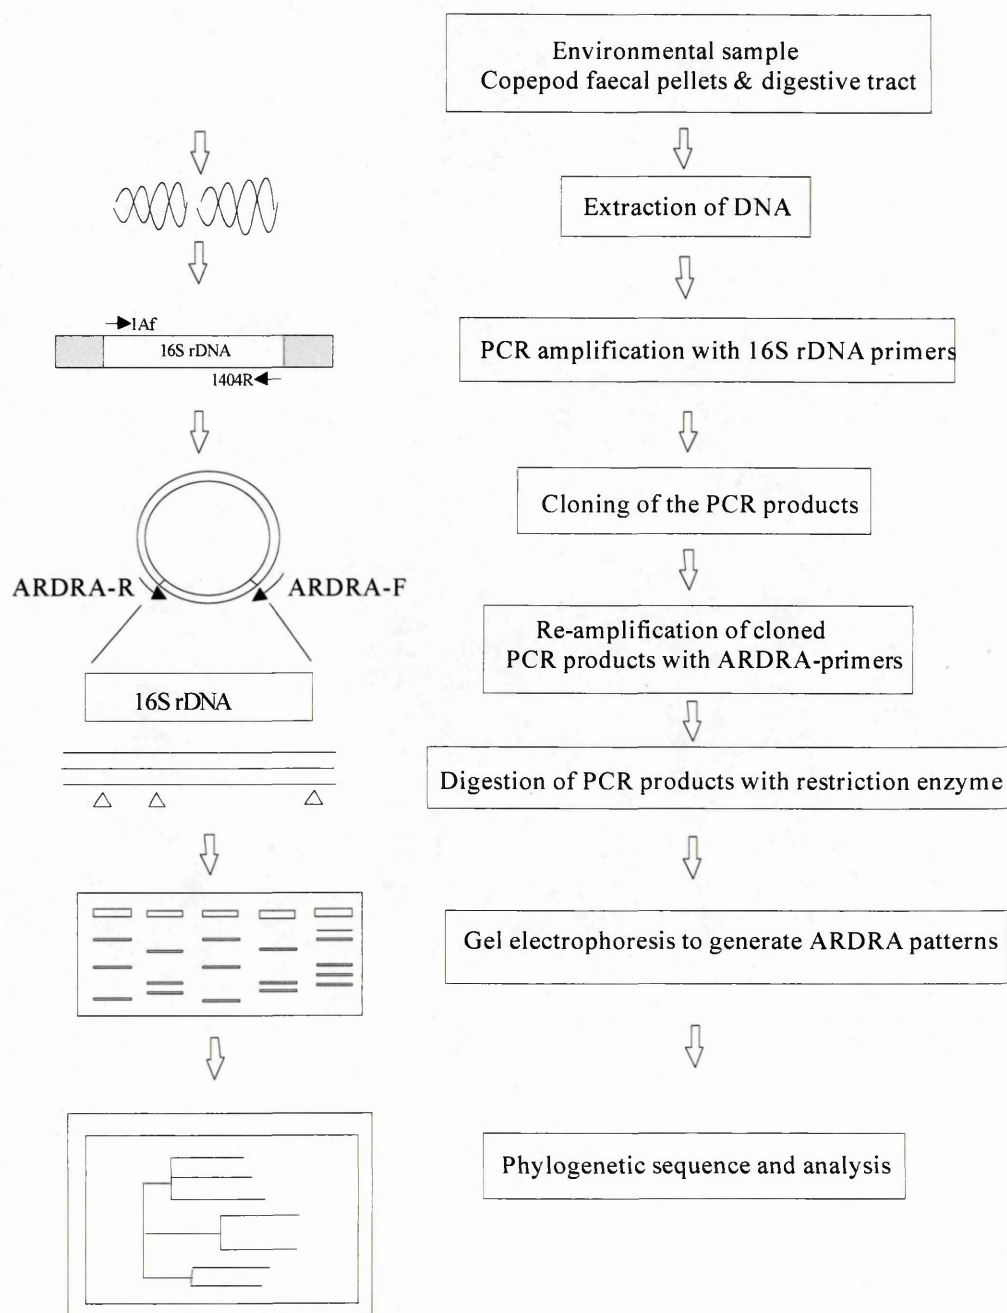 Environmental sample
Copepod faecal pellets & digestive tract
Extraction of DNA
1Af
16S rDNA
1404R
PCR amplification with 16S rDNA primers
Cloning of the PCR products
ARDRA-R
ARDRA-F
Re-amplification of cloned
PCR products with ARDRA-primers
16S rDNA
Digestion of PCR products with restriction enzyme
Gel electrophoresis to generate ARDRA patterns
Phylogenetic sequence and analysis